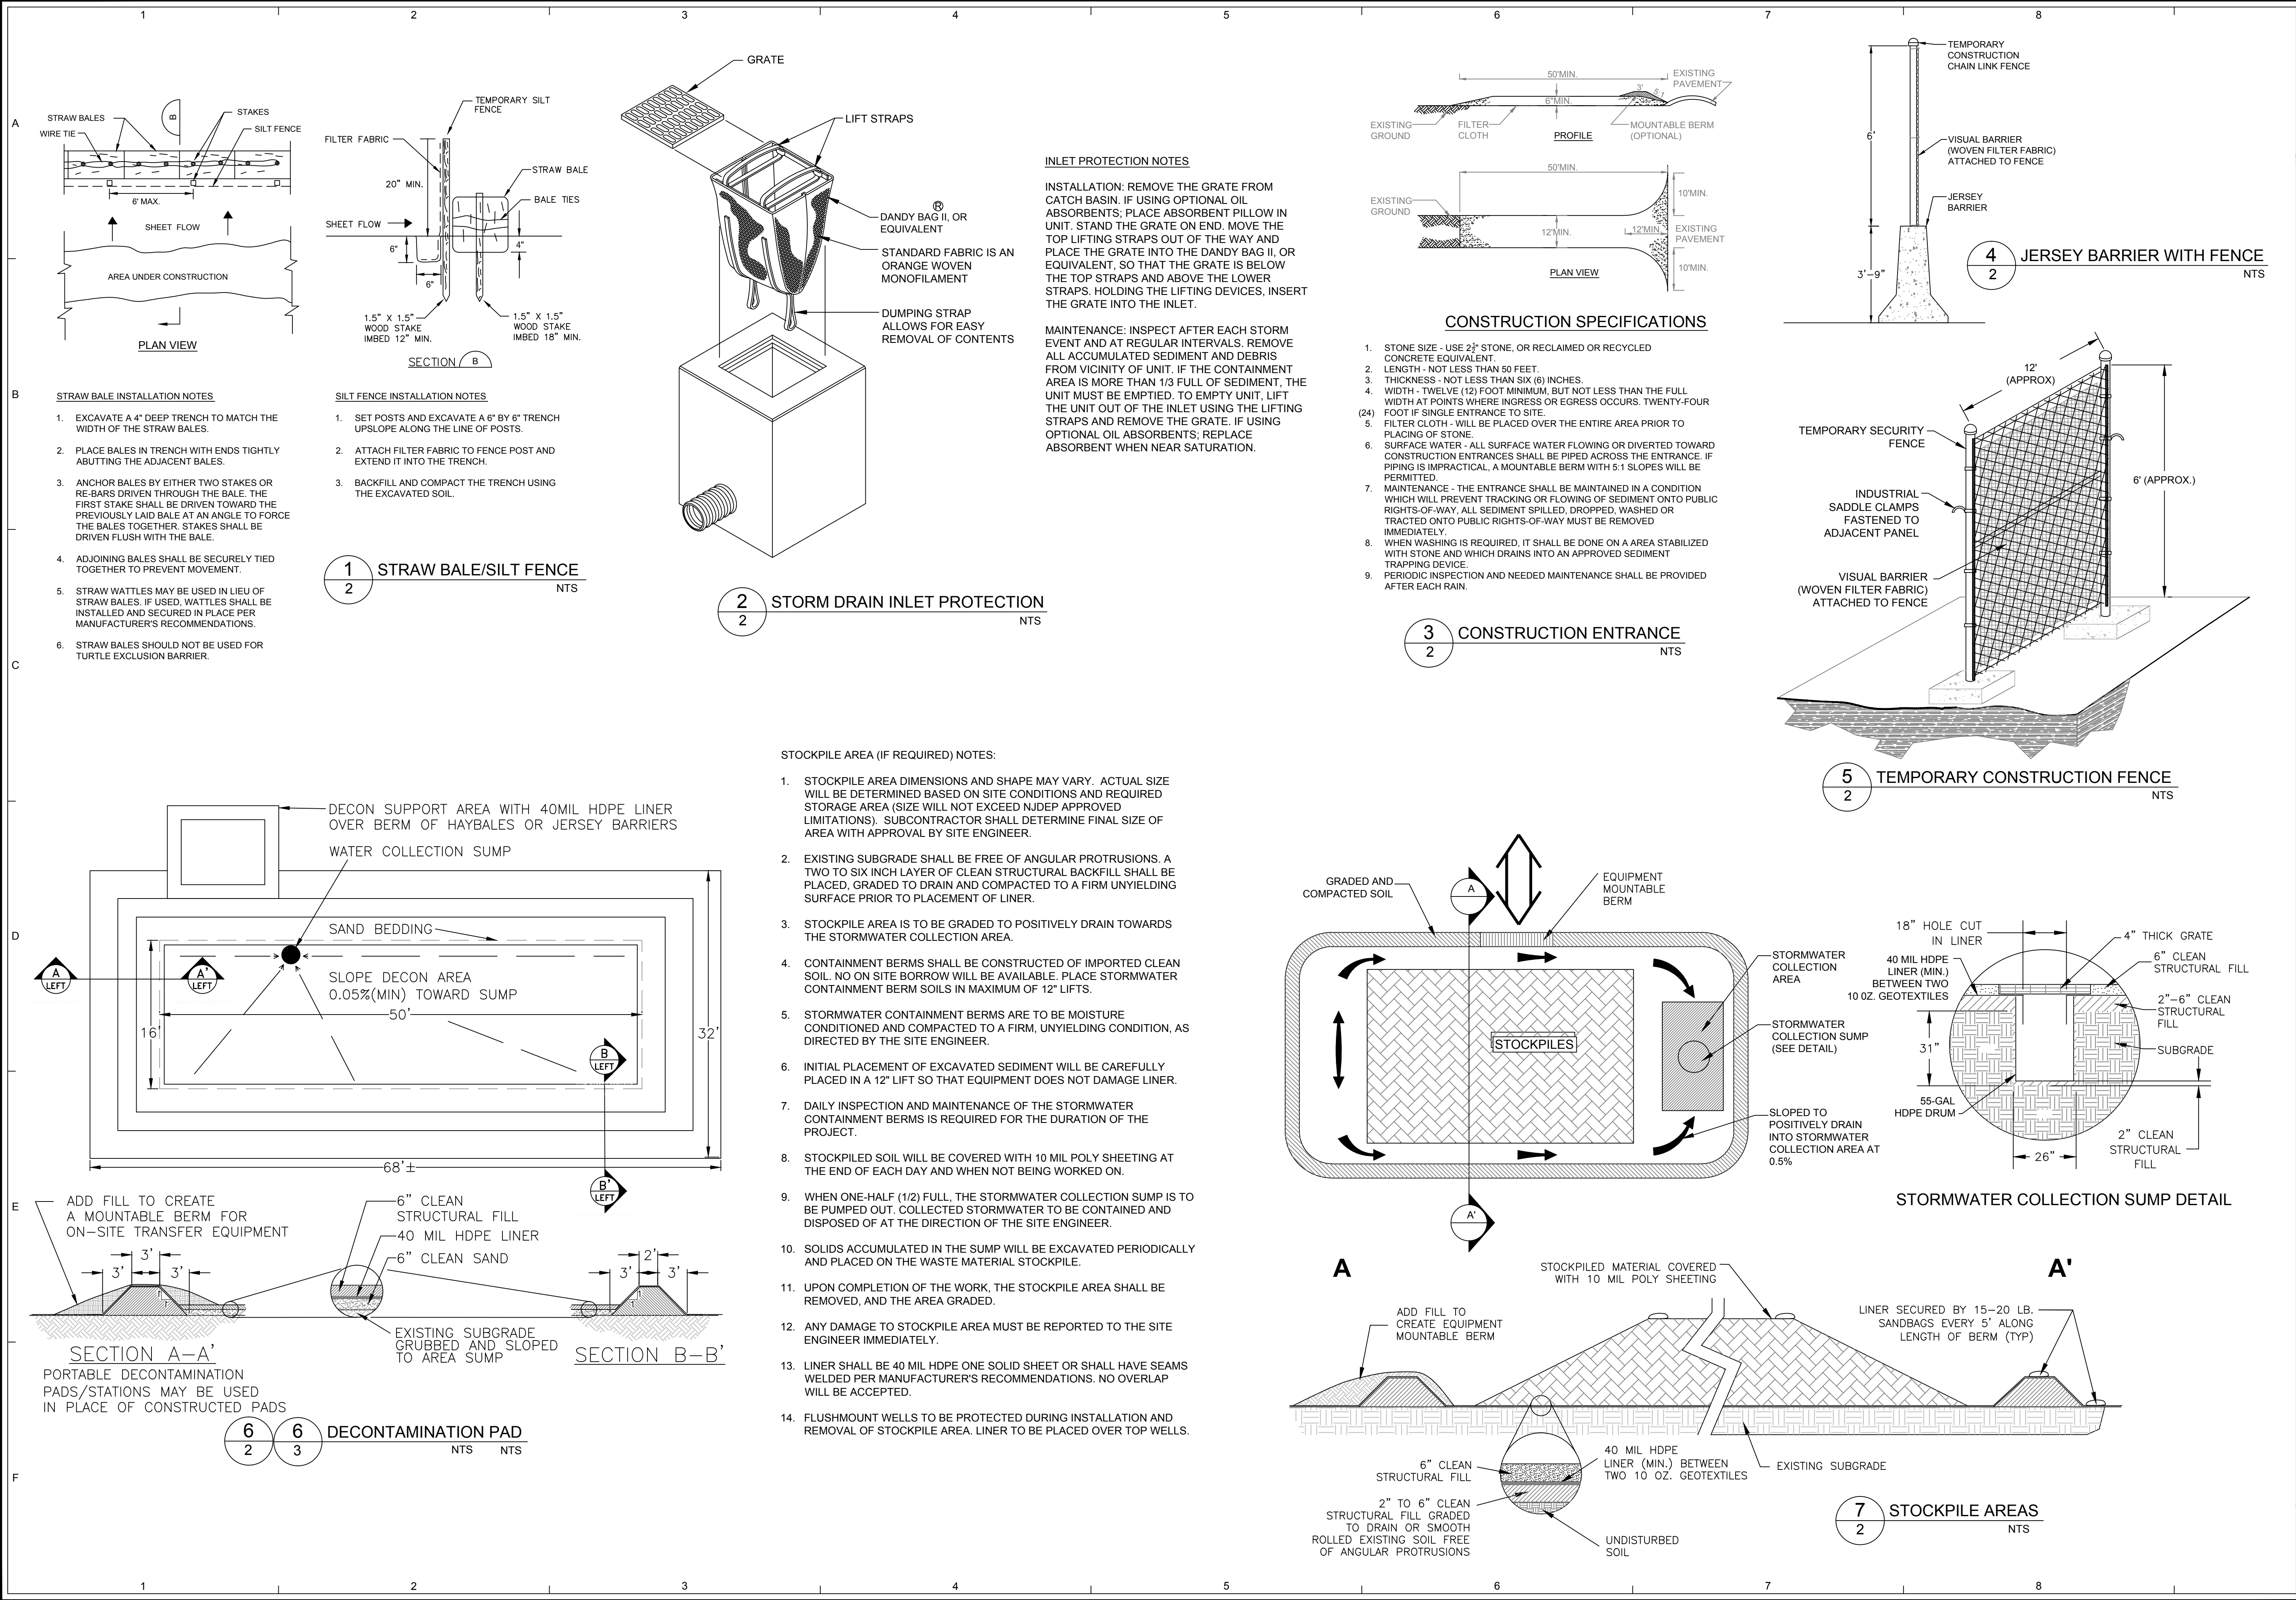 1 2 3 4 5 6 7 8
A
B
C
D
E
F
STRAW BALES
WIRE TIE
B
STAKES
SILT FENCE
6' MAX.
SHEET FLOW
AREA UNDER CONSTRUCTION
PLAN VIEW
TEMPORARY SILT
FENCE
FILTER FABRIC
20" MIN.
STRAW BALE
BALE TIES
SHEET FLOW
6"
4"
6"
1.5" X 1.5"
WOOD STAKE
IMBED 12" MIN.
1.5" X 1.5"
WOOD STAKE
IMBED 18" MIN.
SECTION B
STRAW BALE INSTALLATION NOTES
1. EXCAVATE A 4" DEEP TRENCH TO MATCH THE
WIDTH OF THE STRAW BALES.
2. PLACE BALES IN TRENCH WITH ENDS TIGHTLY
ABUTTING THE ADJACENT BALES.
3. ANCHOR BALES BY EITHER TWO STAKES OR
RE-BARS DRIVEN THROUGH THE BALE. THE
FIRST STAKE SHALL BE DRIVEN TOWARD THE
PREVIOUSLY LAID BALE AT AN ANGLE TO FORCE
THE BALES TOGETHER. STAKES SHALL BE
DRIVEN FLUSH WITH THE BALE.
4. ADJOINING BALES SHALL BE SECURELY TIED
TOGETHER TO PREVENT MOVEMENT.
5. STRAW WATTLES MAY BE USED IN LIEU OF
STRAW BALES. IF USED, WATTLES SHALL BE
INSTALLED AND SECURED IN PLACE PER
MANUFACTURER'S RECOMMENDATIONS.
6. STRAW BALES SHOULD NOT BE USED FOR
TURTLE EXCLUSION BARRIER.
SILT FENCE INSTALLATION NOTES
1. SET POSTS AND EXCAVATE A 6" BY 6" TRENCH
UPSLOPE ALONG THE LINE OF POSTS.
2. ATTACH FILTER FABRIC TO FENCE POST AND
EXTEND IT INTO THE TRENCH.
3. BACKFILL AND COMPACT THE TRENCH USING
THE EXCAVATED SOIL.
1
2
STRAW BALE/SILT FENCE
NTS
GRATE
LIFT STRAPS
®
DANDY BAG II, OR
EQUIVALENT
STANDARD FABRIC IS AN
ORANGE WOVEN
MONOFILAMENT
DUMPING STRAP
ALLOWS FOR EASY
REMOVAL OF CONTENTS
2
2
STORM DRAIN INLET PROTECTION
NTS
INLET PROTECTION NOTES
INSTALLATION: REMOVE THE GRATE FROM
CATCH BASIN. IF USING OPTIONAL OIL
ABSORBENTS; PLACE ABSORBENT PILLOW IN
UNIT. STAND THE GRATE ON END. MOVE THE
TOP LIFTING STRAPS OUT OF THE WAY AND
PLACE THE GRATE INTO THE DANDY BAG II, OR
EQUIVALENT, SO THAT THE GRATE IS BELOW
THE TOP STRAPS AND ABOVE THE LOWER
STRAPS. HOLDING THE LIFTING DEVICES, INSERT
THE GRATE INTO THE INLET.
MAINTENANCE: INSPECT AFTER EACH STORM
EVENT AND AT REGULAR INTERVALS. REMOVE
ALL ACCUMULATED SEDIMENT AND DEBRIS
FROM VICINITY OF UNIT. IF THE CONTAINMENT
AREA IS MORE THAN 1/3 FULL OF SEDIMENT, THE
UNIT MUST BE EMPTIED. TO EMPTY UNIT, LIFT
THE UNIT OUT OF THE INLET USING THE LIFTING
STRAPS AND REMOVE THE GRATE. IF USING
OPTIONAL OIL ABSORBENTS; REPLACE
ABSORBENT WHEN NEAR SATURATION.
50'MIN.
3'
5:1
EXISTING
PAVEMENT
6"MIN.
EXISTING
GROUND
FILTER
CLOTH
PROFILE
MOUNTABLE BERM
(OPTIONAL)
50'MIN.
10'MIN.
EXISTING
GROUND
12'MIN.
12'MIN.
EXISTING
PAVEMENT
10'MIN.
PLAN VIEW
CONSTRUCTION SPECIFICATIONS
1. STONE SIZE - USE 2½" STONE, OR RECLAIMED OR RECYCLED
CONCRETE EQUIVALENT.
2. LENGTH - NOT LESS THAN 50 FEET.
3. THICKNESS - NOT LESS THAN SIX (6) INCHES.
4. WIDTH - TWELVE (12) FOOT MINIMUM, BUT NOT LESS THAN THE FULL
WIDTH AT POINTS WHERE INGRESS OR EGRESS OCCURS. TWENTY-FOUR
(24) FOOT IF SINGLE ENTRANCE TO SITE.
5. FILTER CLOTH - WILL BE PLACED OVER THE ENTIRE AREA PRIOR TO
PLACING OF STONE.
6. SURFACE WATER - ALL SURFACE WATER FLOWING OR DIVERTED TOWARD
CONSTRUCTION ENTRANCES SHALL BE PIPED ACROSS THE ENTRANCE. IF
PIPING IS IMPRACTICAL, A MOUNTABLE BERM WITH 5:1 SLOPES WILL BE
PERMITTED.
7. MAINTENANCE - THE ENTRANCE SHALL BE MAINTAINED IN A CONDITION
WHICH WILL PREVENT TRACKING OR FLOWING OF SEDIMENT ONTO PUBLIC
RIGHTS-OF-WAY, ALL SEDIMENT SPILLED, DROPPED, WASHED OR
TRACTED ONTO PUBLIC RIGHTS-OF-WAY MUST BE REMOVED
IMMEDIATELY.
8. WHEN WASHING IS REQUIRED, IT SHALL BE DONE ON A AREA STABILIZED
WITH STONE AND WHICH DRAINS INTO AN APPROVED SEDIMENT
TRAPPING DEVICE.
9. PERIODIC INSPECTION AND NEEDED MAINTENANCE SHALL BE PROVIDED
AFTER EACH RAIN.
3
2
CONSTRUCTION ENTRANCE
NTS
TEMPORARY
CONSTRUCTION
CHAIN LINK FENCE
6'
VISUAL BARRIER
(WOVEN FILTER FABRIC)
ATTACHED TO FENCE
JERSEY
BARRIER
3'-9"
4
2
JERSEY BARRIER WITH FENCE
NTS
12'
(APPROX)
TEMPORARY SECURITY
FENCE
6' (APPROX.)
INDUSTRIAL
SADDLE CLAMPS
FASTENED TO
ADJACENT PANEL
VISUAL BARRIER
(WOVEN FILTER FABRIC)
ATTACHED TO FENCE
5
2
TEMPORARY CONSTRUCTION FENCE
NTS
DECON SUPPORT AREA WITH 40MIL HDPE LINER
OVER BERM OF HAYBALES OR JERSEY BARRIERS
WATER COLLECTION SUMP
SAND BEDDING
A
LEFT
A'
LEFT
SLOPE DECON AREA
0.05%(MIN) TOWARD SUMP
50'
16'
32'
B
LEFT
68'±
B'
LEFT
ADD FILL TO CREATE
A MOUNTABLE BERM FOR
ON-SITE TRANSFER EQUIPMENT
3'
3' 3'
1
1
6" CLEAN
STRUCTURAL FILL
40 MIL HDPE LINER
6" CLEAN SAND
2'
3' 3'
1
1
EXISTING SUBGRADE
GRUBBED AND SLOPED
TO AREA SUMP
SECTION A-A'
SECTION B-B'
PORTABLE DECONTAMINATION
PADS/STATIONS MAY BE USED
IN PLACE OF CONSTRUCTED PADS
6
2
6
3
DECONTAMINATION PAD
NTS NTS
STOCKPILE AREA (IF REQUIRED) NOTES:
1. STOCKPILE AREA DIMENSIONS AND SHAPE MAY VARY. ACTUAL SIZE
WILL BE DETERMINED BASED ON SITE CONDITIONS AND REQUIRED
STORAGE AREA (SIZE WILL NOT EXCEED NJDEP APPROVED
LIMITATIONS). SUBCONTRACTOR SHALL DETERMINE FINAL SIZE OF
AREA WITH APPROVAL BY SITE ENGINEER.
2. EXISTING SUBGRADE SHALL BE FREE OF ANGULAR PROTRUSIONS. A
TWO TO SIX INCH LAYER OF CLEAN STRUCTURAL BACKFILL SHALL BE
PLACED, GRADED TO DRAIN AND COMPACTED TO A FIRM UNYIELDING
SURFACE PRIOR TO PLACEMENT OF LINER.
3. STOCKPILE AREA IS TO BE GRADED TO POSITIVELY DRAIN TOWARDS
THE STORMWATER COLLECTION AREA.
4. CONTAINMENT BERMS SHALL BE CONSTRUCTED OF IMPORTED CLEAN
SOIL. NO ON SITE BORROW WILL BE AVAILABLE. PLACE STORMWATER
CONTAINMENT BERM SOILS IN MAXIMUM OF 12" LIFTS.
5. STORMWATER CONTAINMENT BERMS ARE TO BE MOISTURE
CONDITIONED AND COMPACTED TO A FIRM, UNYIELDING CONDITION, AS
DIRECTED BY THE SITE ENGINEER.
6. INITIAL PLACEMENT OF EXCAVATED SEDIMENT WILL BE CAREFULLY
PLACED IN A 12" LIFT SO THAT EQUIPMENT DOES NOT DAMAGE LINER.
7. DAILY INSPECTION AND MAINTENANCE OF THE STORMWATER
CONTAINMENT BERMS IS REQUIRED FOR THE DURATION OF THE
PROJECT.
8. STOCKPILED SOIL WILL BE COVERED WITH 10 MIL POLY SHEETING AT
THE END OF EACH DAY AND WHEN NOT BEING WORKED ON.
9. WHEN ONE-HALF (1/2) FULL, THE STORMWATER COLLECTION SUMP IS TO
BE PUMPED OUT. COLLECTED STORMWATER TO BE CONTAINED AND
DISPOSED OF AT THE DIRECTION OF THE SITE ENGINEER.
10. SOLIDS ACCUMULATED IN THE SUMP WILL BE EXCAVATED PERIODICALLY
AND PLACED ON THE WASTE MATERIAL STOCKPILE.
11. UPON COMPLETION OF THE WORK, THE STOCKPILE AREA SHALL BE
REMOVED, AND THE AREA GRADED.
12. ANY DAMAGE TO STOCKPILE AREA MUST BE REPORTED TO THE SITE
ENGINEER IMMEDIATELY.
13. LINER SHALL BE 40 MIL HDPE ONE SOLID SHEET OR SHALL HAVE SEAMS
WELDED PER MANUFACTURER'S RECOMMENDATIONS. NO OVERLAP
WILL BE ACCEPTED.
14. FLUSHMOUNT WELLS TO BE PROTECTED DURING INSTALLATION AND
REMOVAL OF STOCKPILE AREA. LINER TO BE PLACED OVER TOP WELLS.
GRADED AND
COMPACTED SOIL
A
EQUIPMENT
MOUNTABLE
BERM
STOCKPILES
STORMWATER
COLLECTION
AREA
STORMWATER
COLLECTION SUMP
(SEE DETAIL)
SLOPED TO
POSITIVELY DRAIN
INTO STORMWATER
COLLECTION AREA AT
0.5%
A'
18" HOLE CUT
IN LINER
4" THICK GRATE
40 MIL HDPE
LINER (MIN.)
BETWEEN TWO
10 OZ. GEOTEXTILES
6" CLEAN
STRUCTURAL FILL
2"-6" CLEAN
STRUCTURAL
FILL
31"
SUBGRADE
55-GAL
HDPE DRUM
2" CLEAN
STRUCTURAL
FILL
26"
STORMWATER COLLECTION SUMP DETAIL
A
A'
STOCKPILED MATERIAL COVERED
WITH 10 MIL POLY SHEETING
ADD FILL TO
CREATE EQUIPMENT
MOUNTABLE BERM
LINER SECURED BY 15-20 LB.
SANDBAGS EVERY 5' ALONG
LENGTH OF BERM (TYP)
6" CLEAN
STRUCTURAL FILL
40 MIL HDPE
LINER (MIN.) BETWEEN
TWO 10 OZ. GEOTEXTILES
EXISTING SUBGRADE
2" TO 6" CLEAN
STRUCTURAL FILL GRADED
TO DRAIN OR SMOOTH
ROLLED EXISTING SOIL FREE
OF ANGULAR PROTRUSIONS
UNDISTURBED
SOIL
7
2
STOCKPILE AREAS
NTS
1 2 3 4 5 6 7 8